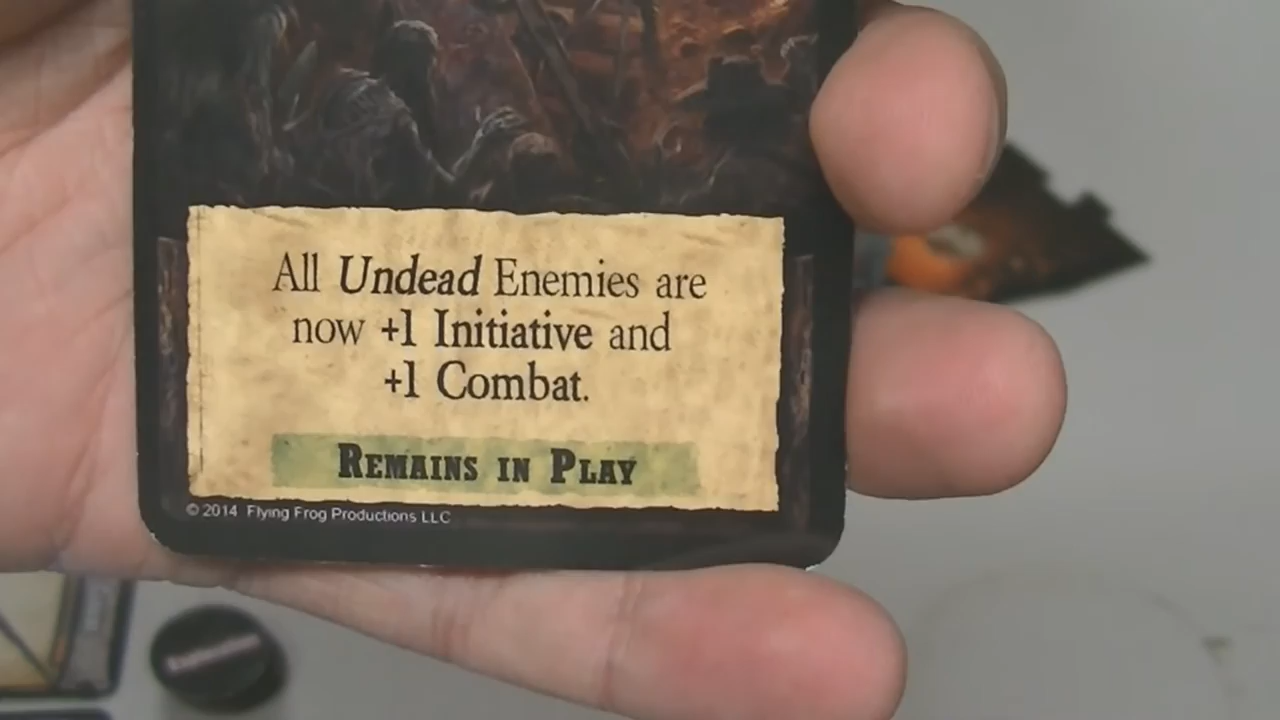 All Undead Enemies are
now +1 Initiative and
+1 Combat.
REMAINS IN PLAY
© 2014 Flying Frog Productions LLC